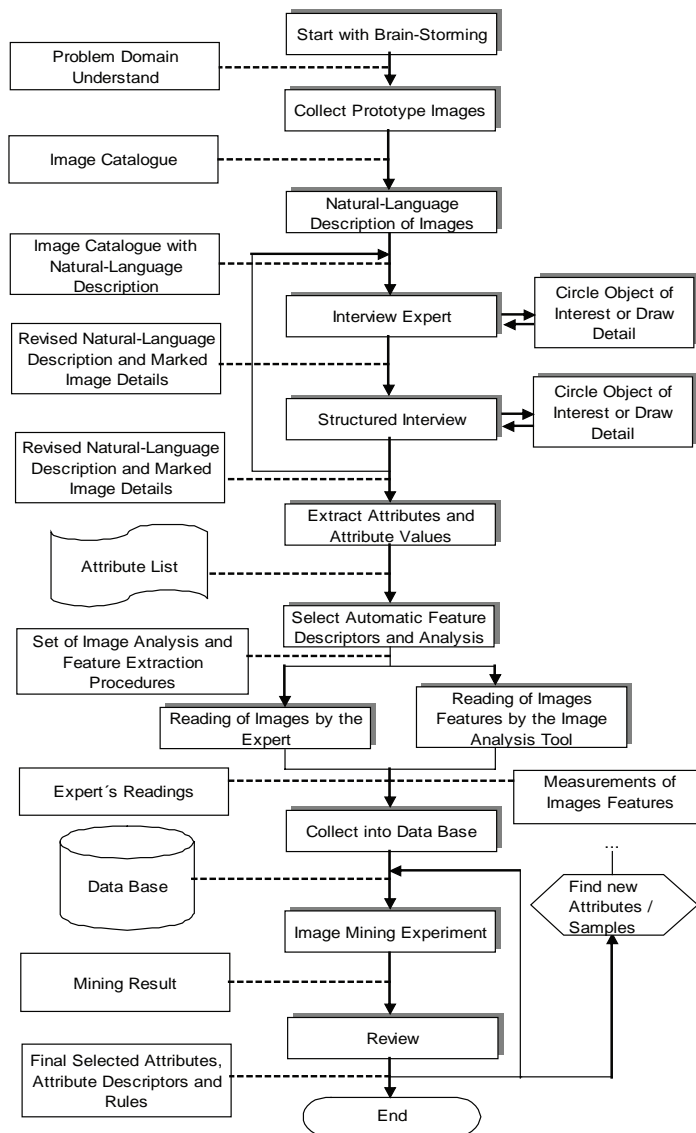 Start with Brain-Storming
Problem Domain
Understand
Collect Prototype Images
Image Catalogue
Natural-Language
Description of Images
Image Catalogue with
Natural-Language
Description
Interview Expert
Circle Object of
Interest or Draw
Detail
Revised Natural-Language
Description and Marked
Image Details
Structured Interview
Circle Object of
Interest or Draw
Detail
Revised Natural-Language
Description and Marked
Image Details
Extract Attributes and
Attribute Values
Attribute List
Select Automatic Feature
Descriptors and Analysis
Set of Image Analysis and
Feature Extraction
Procedures
Reading of Images by the
Expert
Reading of Images
Features by the Image
Analysis Tool
Expert´s Readings
Measurements of
Images Features
Collect into Data Base
...
Data Base
Find new
Attributes /
Samples
Image Mining Experiment
Mining Result
Review
Final Selected Attributes,
Attribute Descriptors and
Rules
End